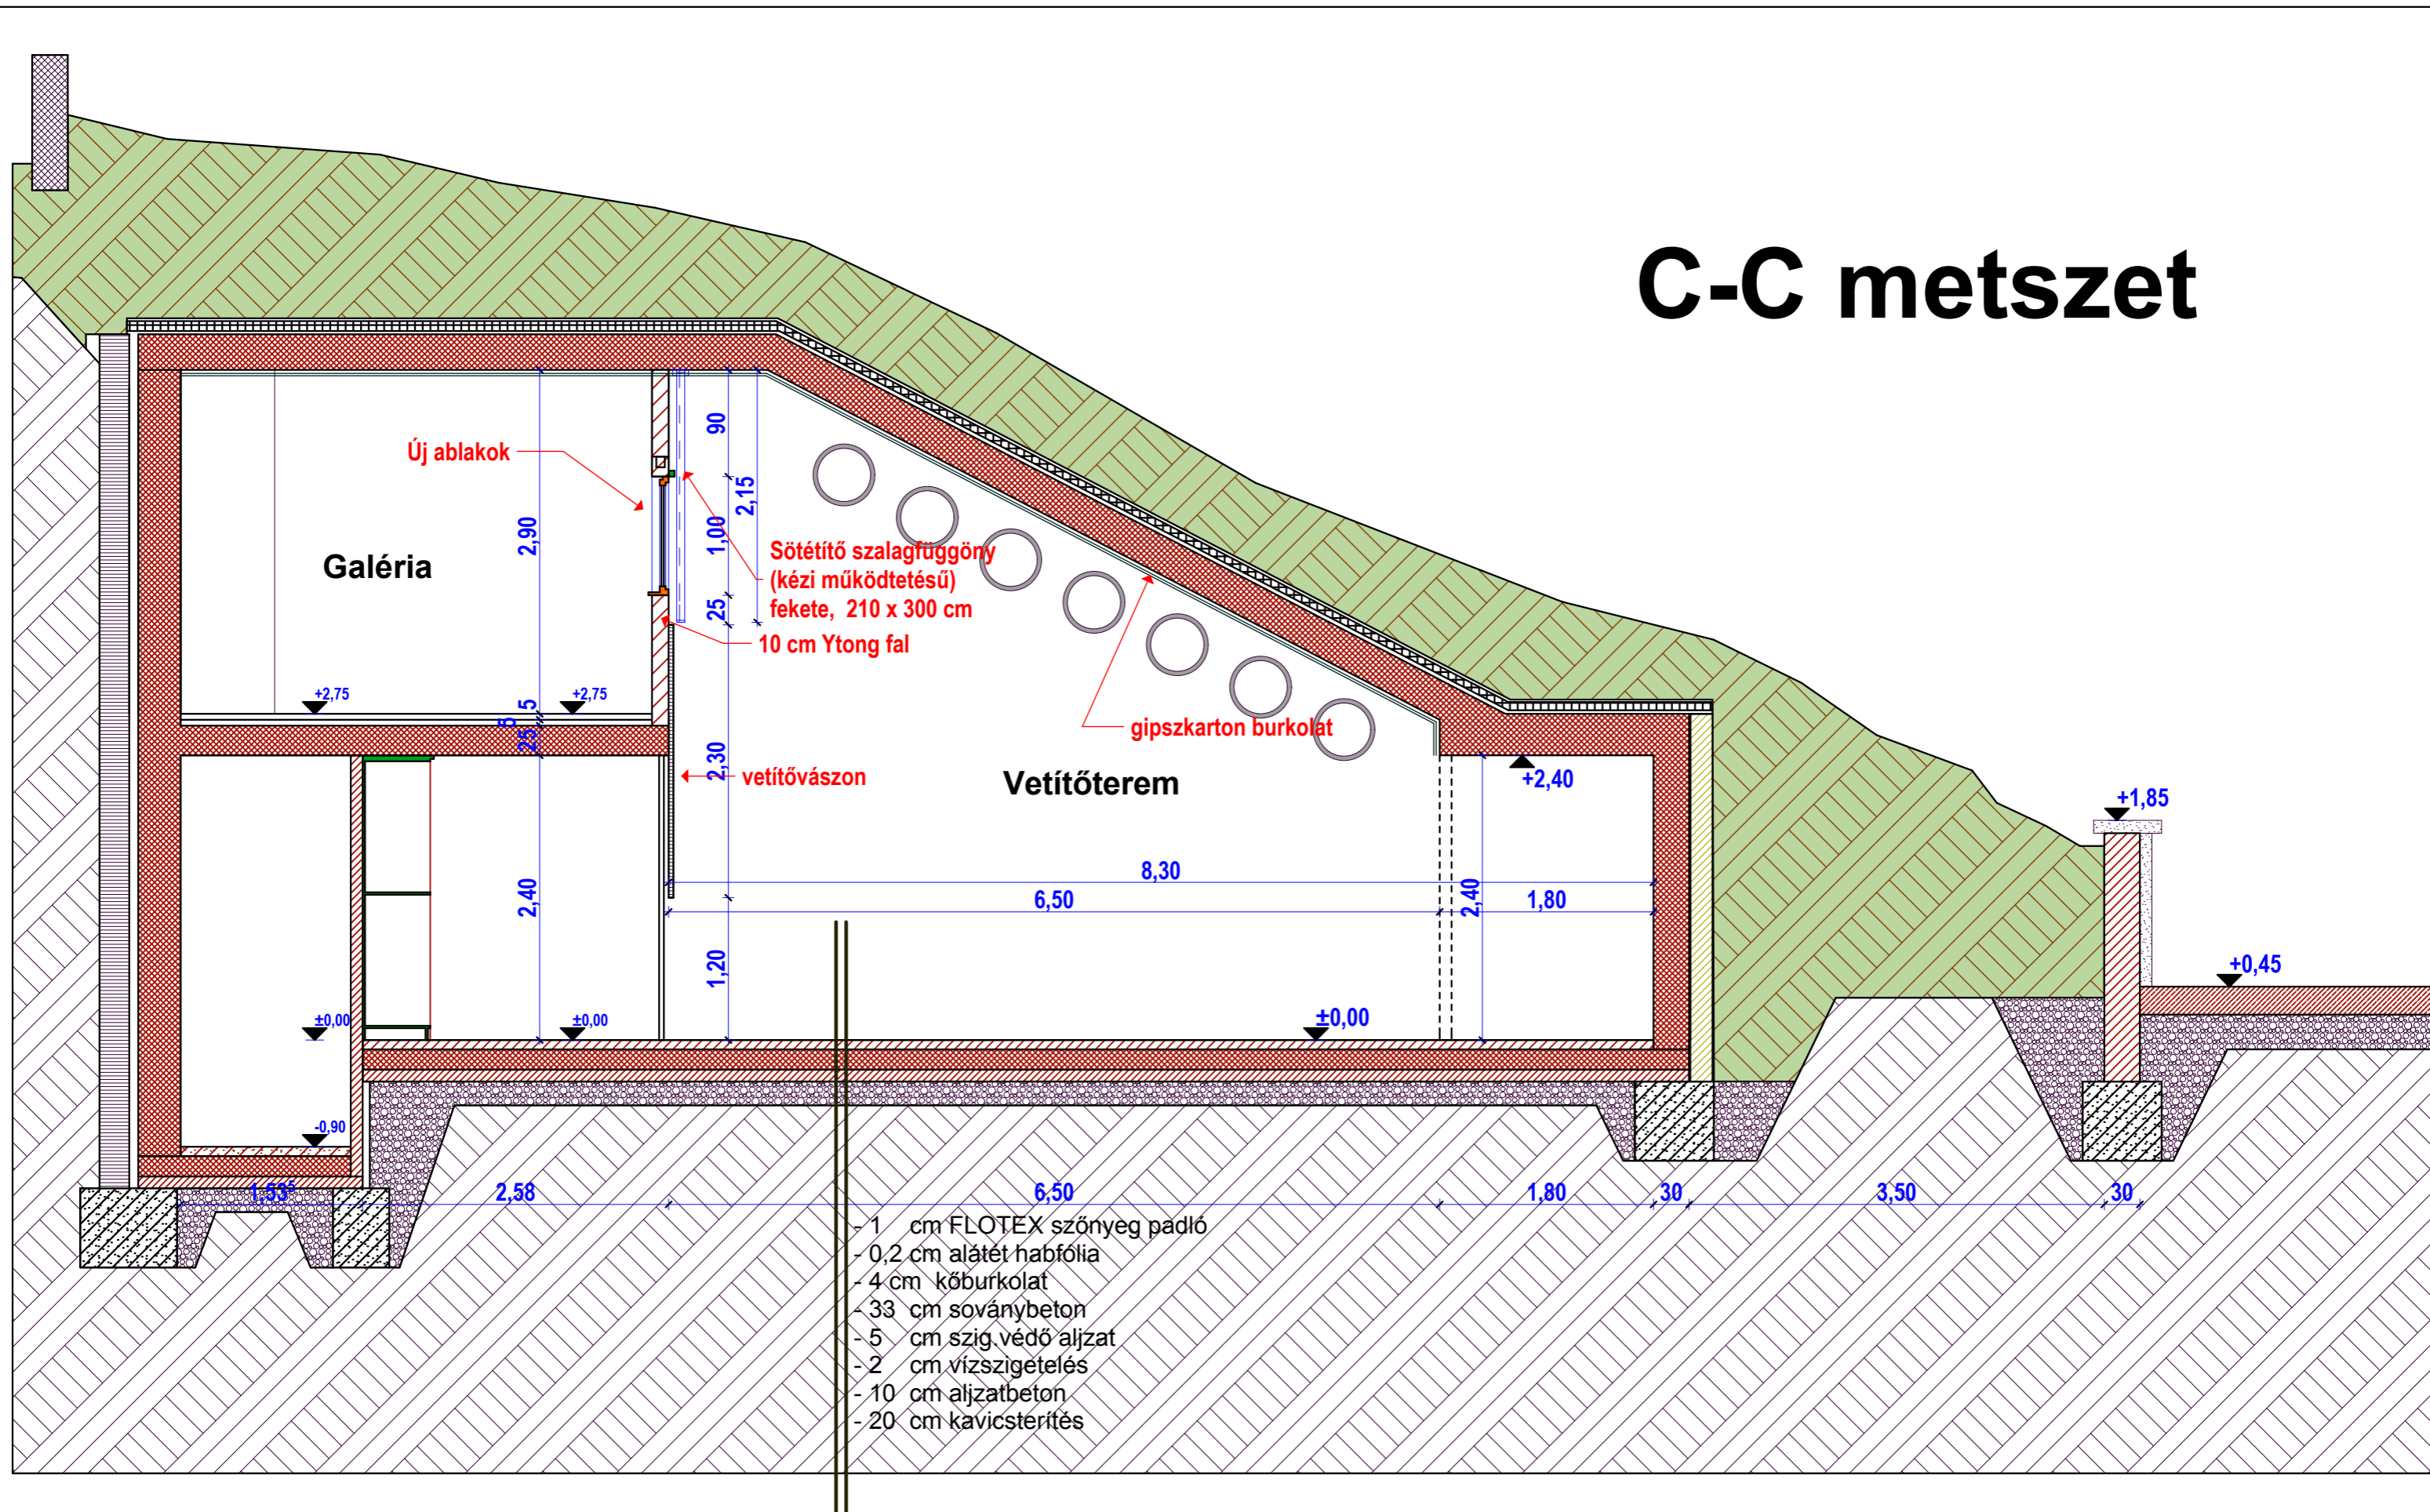 C-C metszet
Új ablakok
90
2,15
2,90
1,00
Galéria
Sötétítő szalagfüggöny
(kézi működtetésű)
fekete,  210 x 300 cm
25
10 cm Ytong fal
+2,75
+2,75
5
5
25
gipszkarton burkolat
2,30
vetítővászon
Vetítőterem
+2,40
+1,85
8,30
2,40
6,50
2,40
1,80
1,20
+0,45
±0,00
±0,00
±0,00
-0,90
1,53⁵
2,58
6,50
1,80
30
3,50
30
- 1    cm FLOTEX szőnyeg padló
- 0,2 cm alátét habfólia
- 4 cm  kőburkolat
- 33  cm soványbeton
- 5    cm szig.védő aljzat
- 2    cm vízszigetelés
- 10  cm aljzatbeton
- 20  cm kavicsterítés